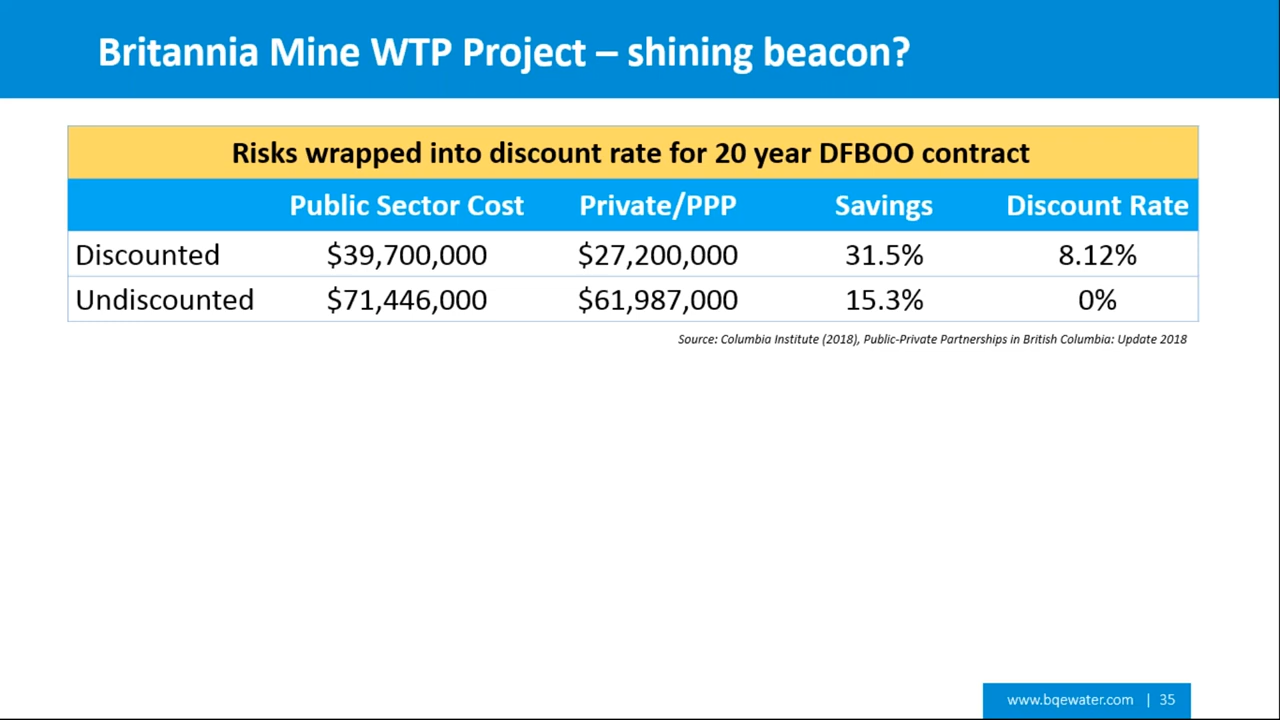 Britannia Mine WTP Project – shining beacon?
Risks wrapped into discount rate for 20 year DFBOO contract
Public Sector Cost Private/PPP Savings Discount Rate
Discounted $39,700,000 $27,200,000 31.5% 8.12%
Undiscounted $71,446,000 $61,987,000 15.3% 0%
Source: Columbia Institute (2018), Public-Private Partnerships in British Columbia: Update 2018
www.bqewater.com | 35